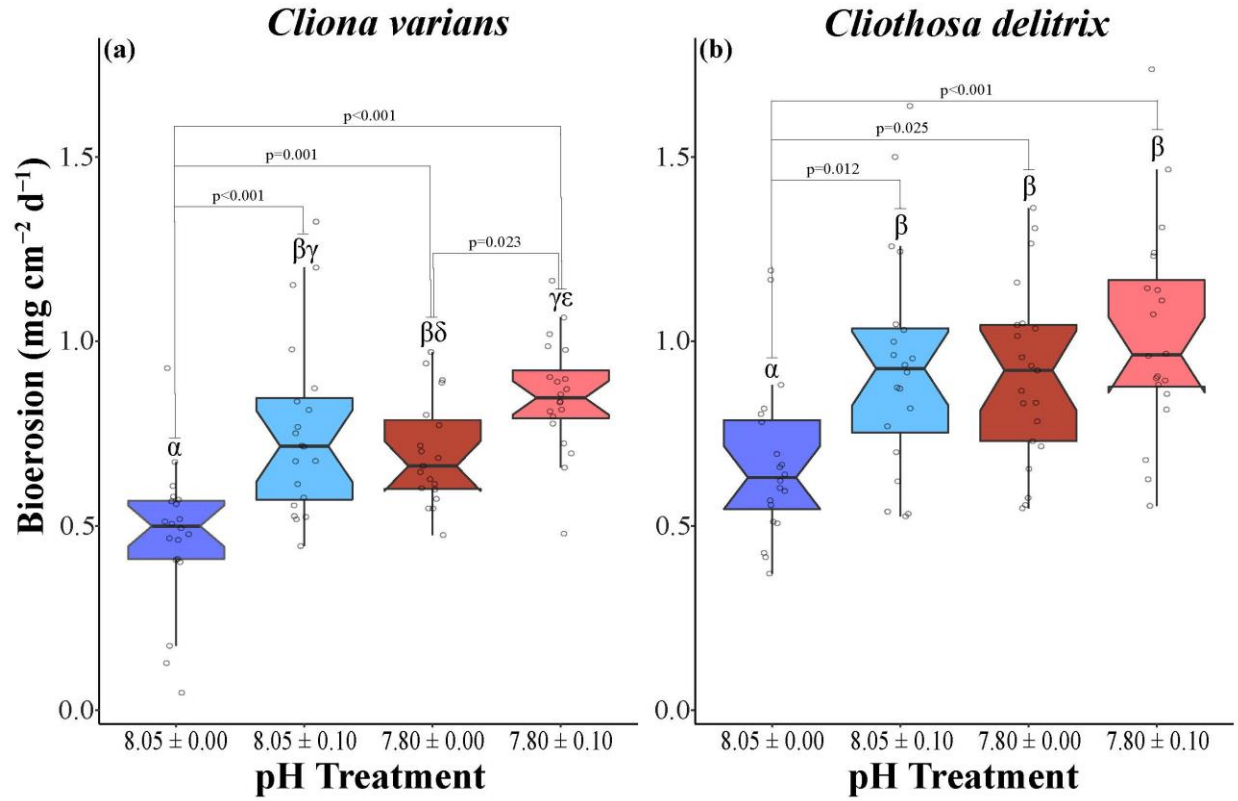 Cliona varians
Cliothosa delitrix
Bioerosion (mg cm⁻² d⁻¹)
(a)
1.5
1.0
0.5
0.0
p<0.001
p=0.001
p<0.001
p=0.023
α
βγ
βδ
γε
8.05 ± 0.00
8.05 ± 0.10
7.80 ± 0.00
7.80 ± 0.10
pH Treatment
(b)
1.5
1.0
0.5
0.0
p<0.001
p=0.025
p=0.012
α
β
β
β
8.05 ± 0.00
8.05 ± 0.10
7.80 ± 0.00
7.80 ± 0.10
pH Treatment